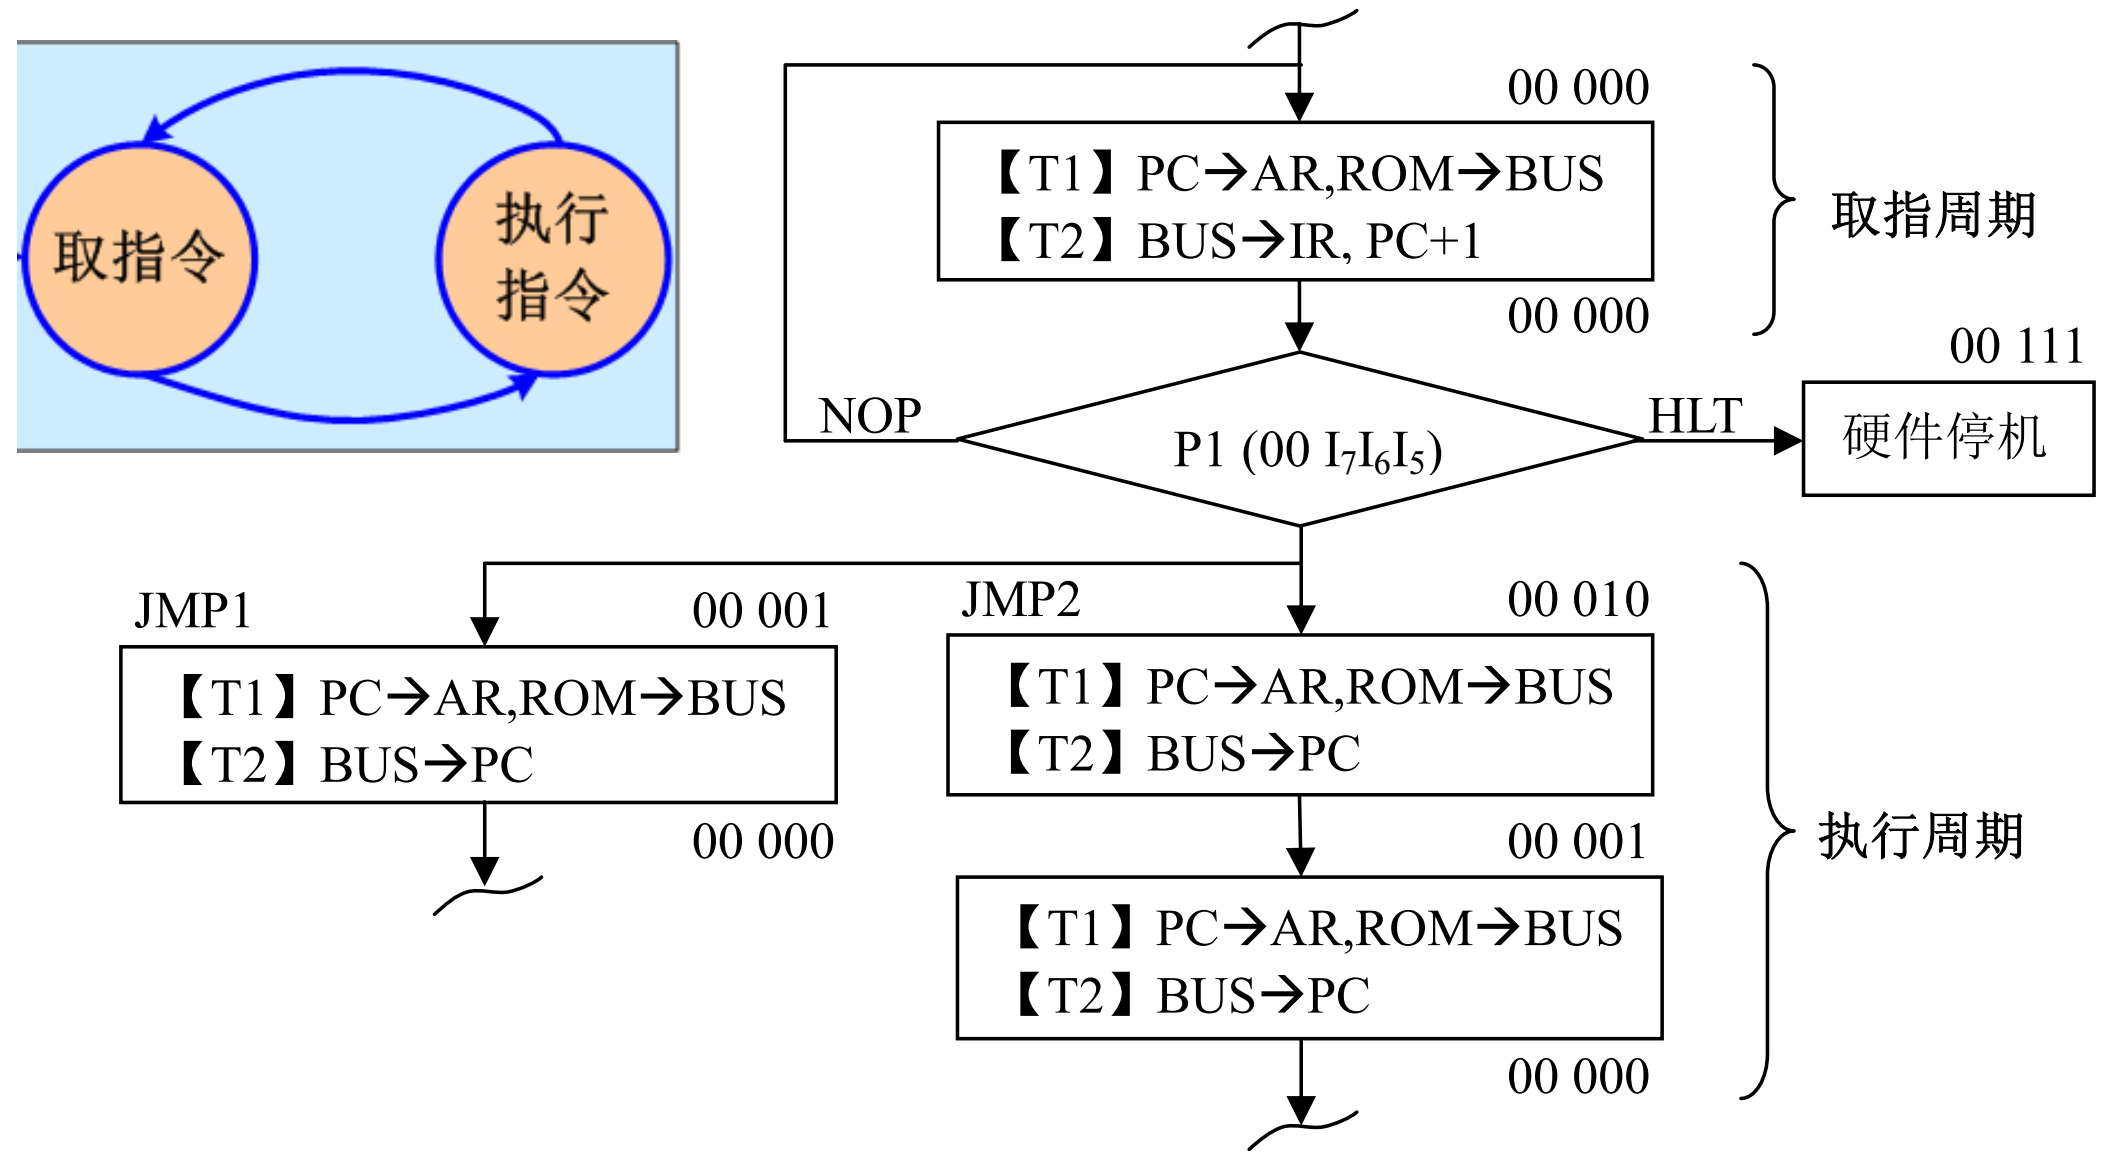 取指令
执行
指令
00 000
【T1】PC→AR,ROM→BUS
【T2】BUS→IR, PC+1
取指周期
00 000
00 111
NOP
P1 (00 I₇I₆I₅)
HLT
硬件停机
JMP1
00 001
【T1】PC→AR,ROM→BUS
【T2】BUS→PC
00 000
JMP2
00 010
【T1】PC→AR,ROM→BUS
【T2】BUS→PC
00 001
【T1】PC→AR,ROM→BUS
【T2】BUS→PC
00 000
执行周期